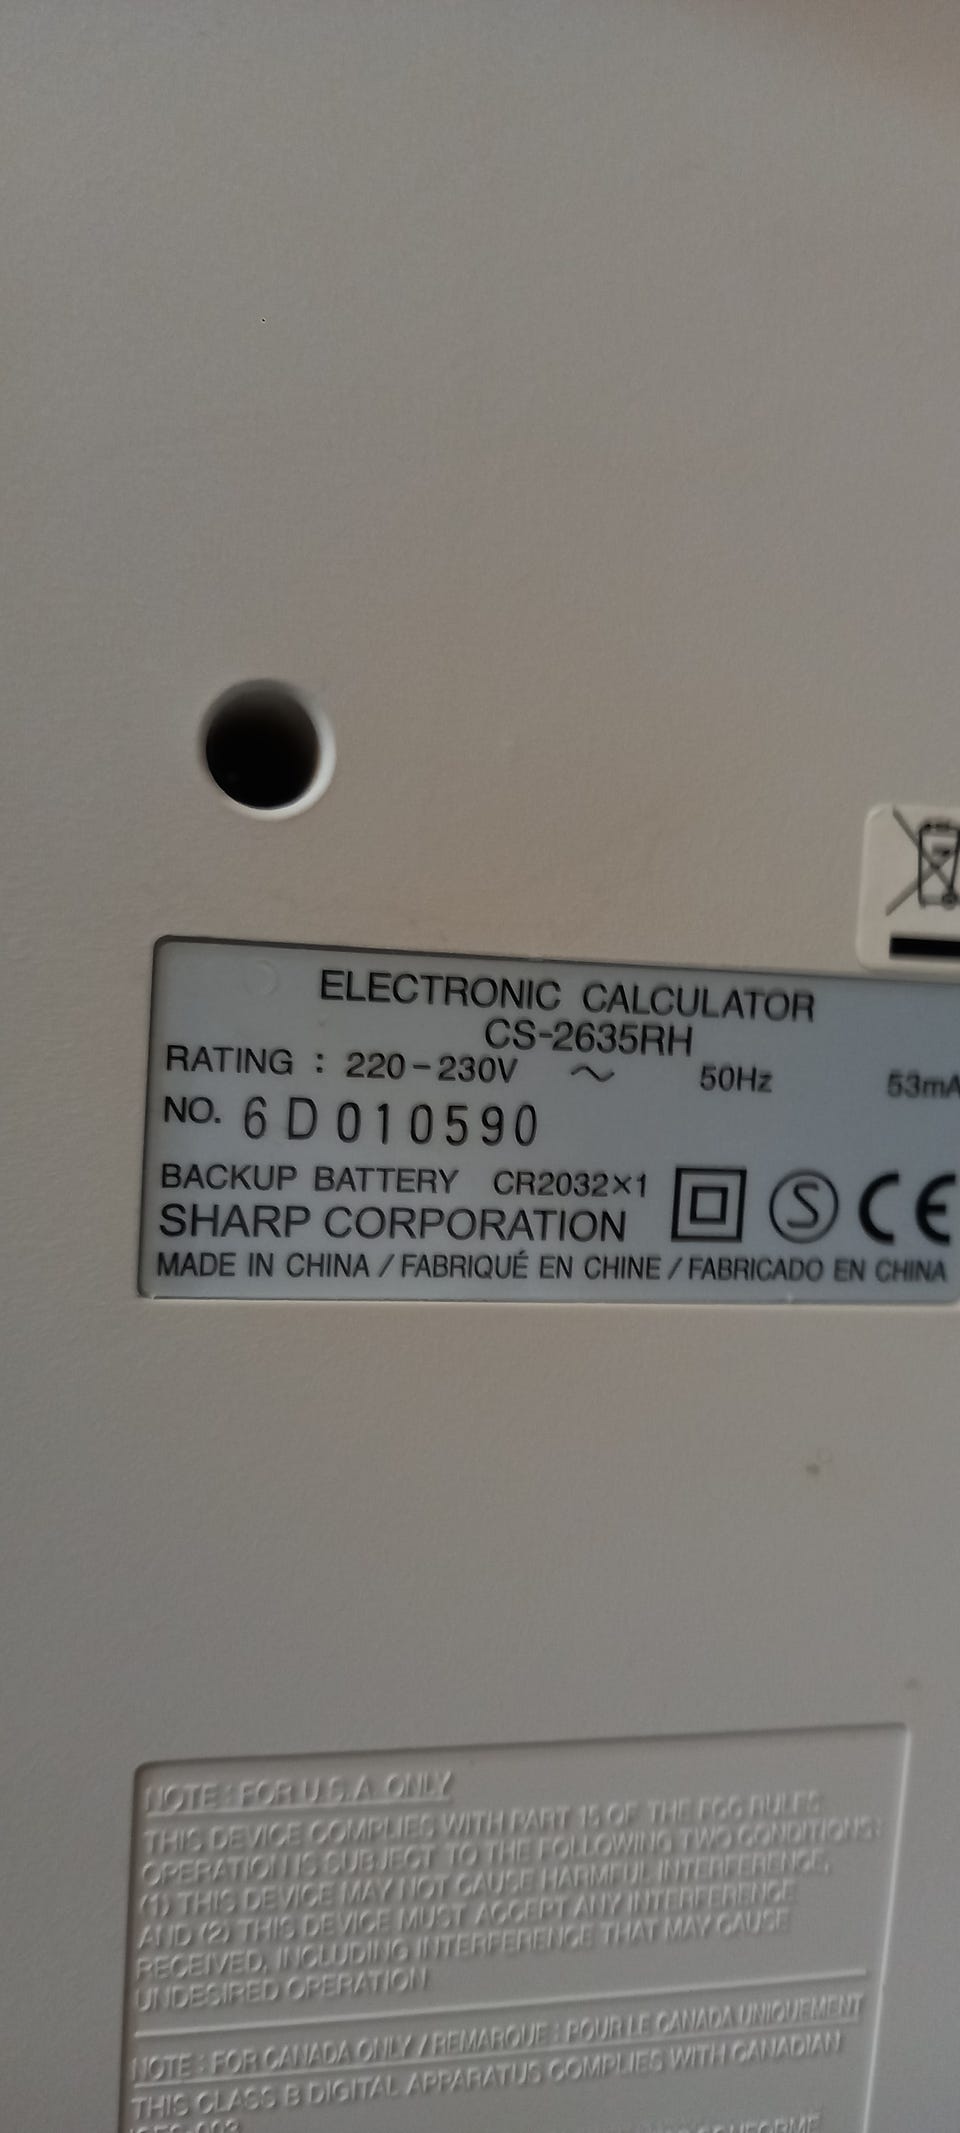 ELECTRONIC CALCULATOR
CS-2635RH
RATING : 220-230V ~ 50Hz 53mA
NO. 6D010590
BACKUP BATTERY CR2032×1
SHARP CORPORATION S CE
MADE IN CHINA / FABRIQUÉ EN CHINE / FABRICADO EN CHINA
NOTE : FOR U.S.A. ONLY
THIS DEVICE COMPLIES WITH PART 15 OF THE FCC RULES.
OPERATION IS SUBJECT TO THE FOLLOWING TWO CONDITIONS:
(1) THIS DEVICE MAY NOT CAUSE HARMFUL INTERFERENCE,
AND (2) THIS DEVICE MUST ACCEPT ANY INTERFERENCE
RECEIVED, INCLUDING INTERFERENCE THAT MAY CAUSE
UNDESIRED OPERATION.
NOTE : FOR CANADA ONLY / REMARQUE : POUR LE CANADA UNIQUEMENT
THIS CLASS B DIGITAL APPARATUS COMPLIES WITH CANADIAN